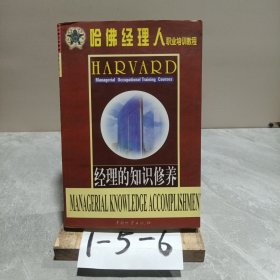 哈佛经理人职业培训教程
HARVARD
Managerial Occupational Training Courses
经理的知识修养
MANAGERIAL KNOWLEDGE ACCOMPLISHMEN
1-5-6